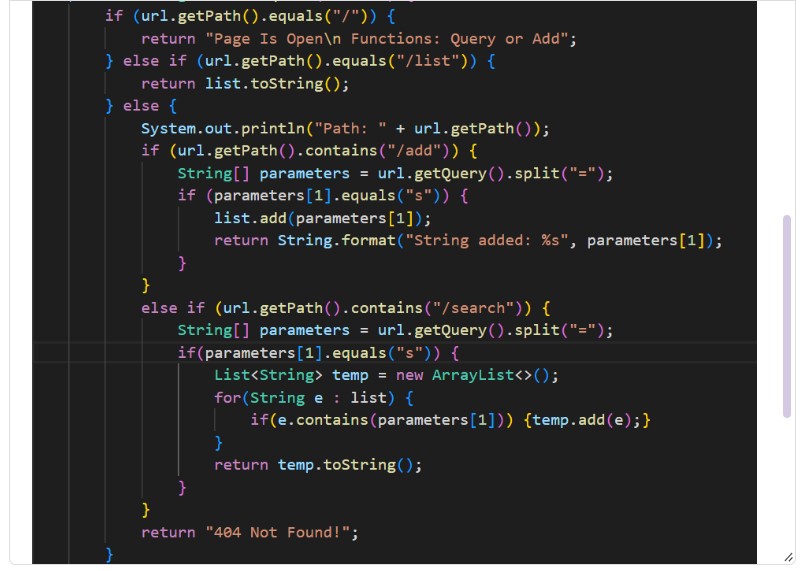 if (url.getPath().equals("/")) {
return "Page Is Open\n Functions: Query or Add";
} else if (url.getPath().equals("/list")) {
return list.toString();
} else {
System.out.println("Path: " + url.getPath());
if (url.getPath().contains("/add")) {
String[] parameters = url.getQuery().split("=");
if (parameters[1].equals("s")) {
list.add(parameters[1]);
return String.format("String added: %s", parameters[1]);
}
}
else if (url.getPath().contains("/search")) {
String[] parameters = url.getQuery().split("=");
if(parameters[1].equals("s")) {
List<String> temp = new ArrayList<>();
for(String e : list) {
if(e.contains(parameters[1])) {temp.add(e);}
}
return temp.toString();
}
}
return "404 Not Found!";
}